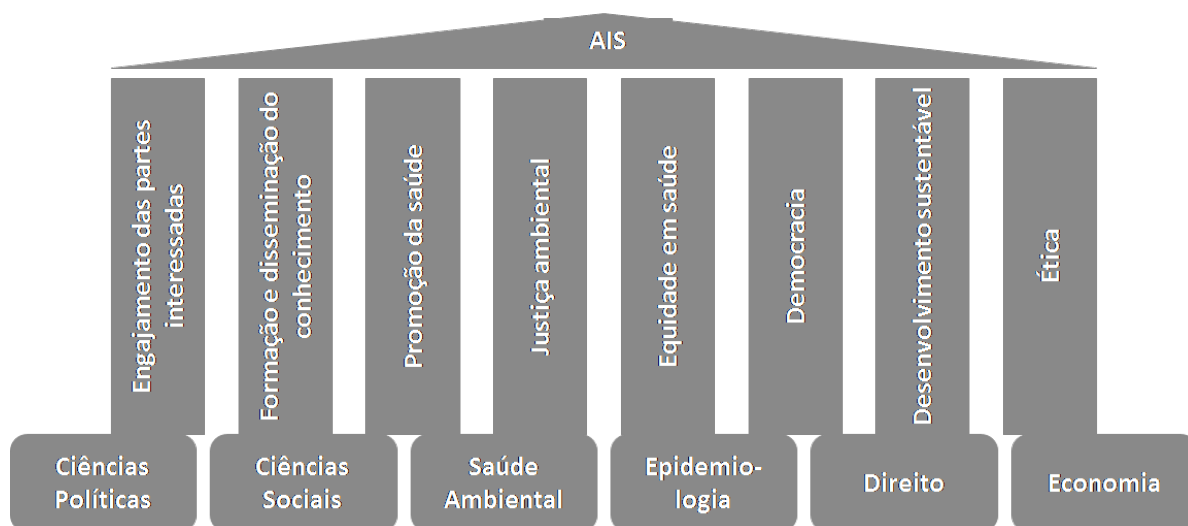 AIS
Engajamento das partes
interessadas
Formação e disseminação do
conhecimento
Promoção da saúde
Justiça ambiental
Equidade em saúde
Democracia
Desenvolvimento sustentável
Ética
Ciências
Políticas
Ciências
Sociais
Saúde
Ambiental
Epidemio-
logia
Direito
Economia